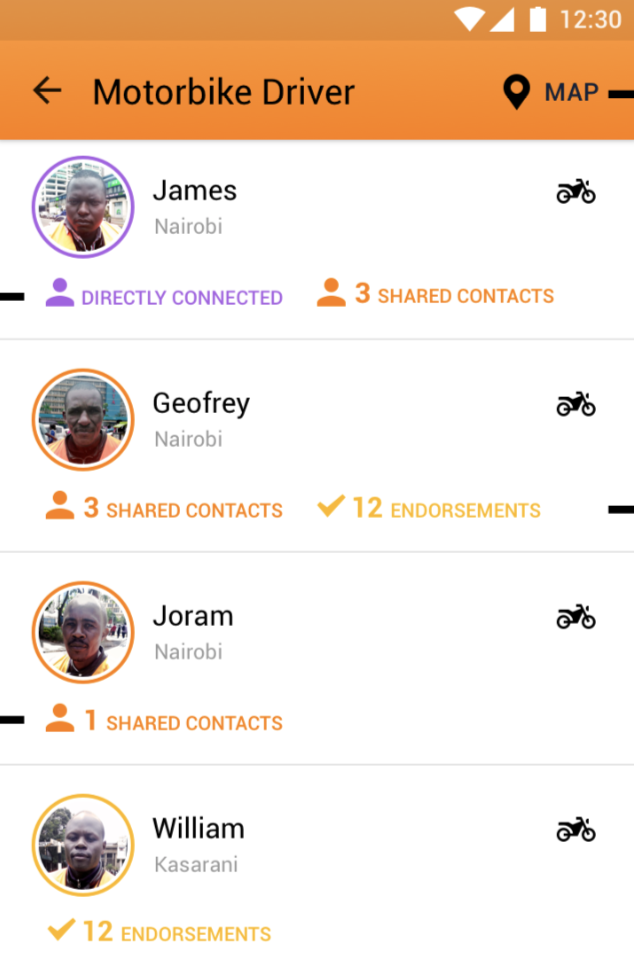 12:30
Motorbike Driver MAP
James
Nairobi
DIRECTLY CONNECTED 3 SHARED CONTACTS
Geofrey
Nairobi
3 SHARED CONTACTS 12 ENDORSEMENTS
Joram
Nairobi
1 SHARED CONTACTS
William
Kasarani
12 ENDORSEMENTS